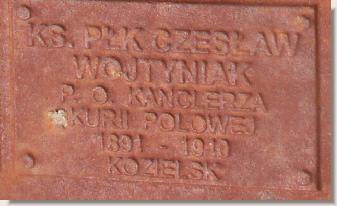 KS. PŁK CZESŁAW
WOJTYNIAK
P. O. KANCLERZA
KURII POLOWEJ
1891 - 1940
KOZIELSK